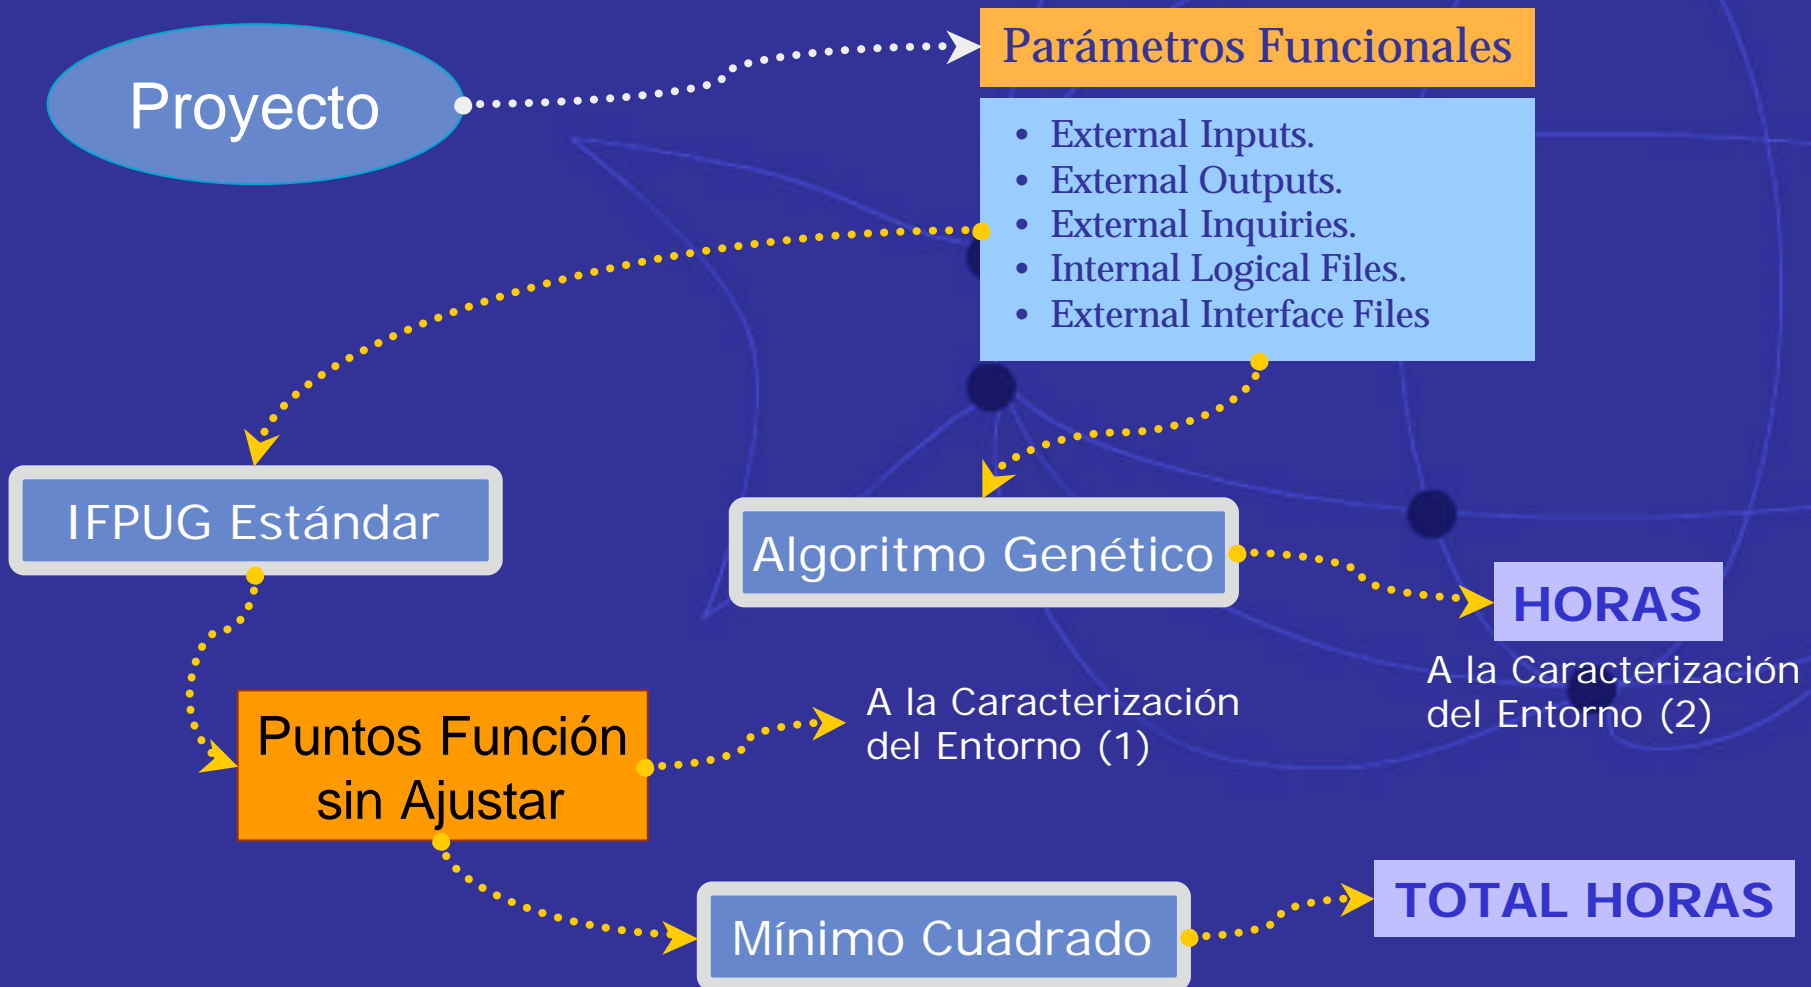 Proyecto
Parámetros Funcionales
• External Inputs.
• External Outputs.
• External Inquiries.
• Internal Logical Files.
• External Interface Files
IFPUG Estándar
Algoritmo Genético
HORAS
A la Caracterización
del Entorno (2)
Puntos Función
sin Ajustar
A la Caracterización
del Entorno (1)
Mínimo Cuadrado
TOTAL HORAS